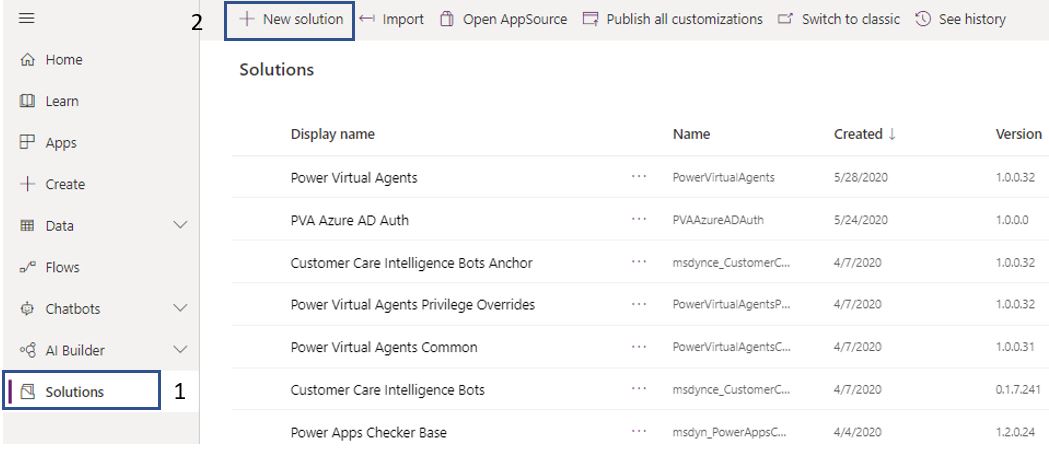 2 New solution Import Open AppSource Publish all customizations Switch to classic See history
Home
Learn
Apps
Create
Data
Flows
Chatbots
AI Builder
Solutions 1
Solutions
Display name Name Created ↓ Version
Power Virtual Agents ... PowerVirtualAgents 5/28/2020 1.0.0.32
PVA Azure AD Auth ... PVAAzureADAuth 5/24/2020 1.0.0.0
Customer Care Intelligence Bots Anchor ... msdynce_CustomerC... 4/7/2020 1.0.0.32
Power Virtual Agents Privilege Overrides ... PowerVirtualAgentsP... 4/7/2020 1.0.0.32
Power Virtual Agents Common ... PowerVirtualAgentsC... 4/7/2020 1.0.0.31
Customer Care Intelligence Bots ... msdynce_CustomerC... 4/7/2020 0.1.7.241
Power Apps Checker Base ... msdyn_PowerAppsC... 4/4/2020 1.2.0.24